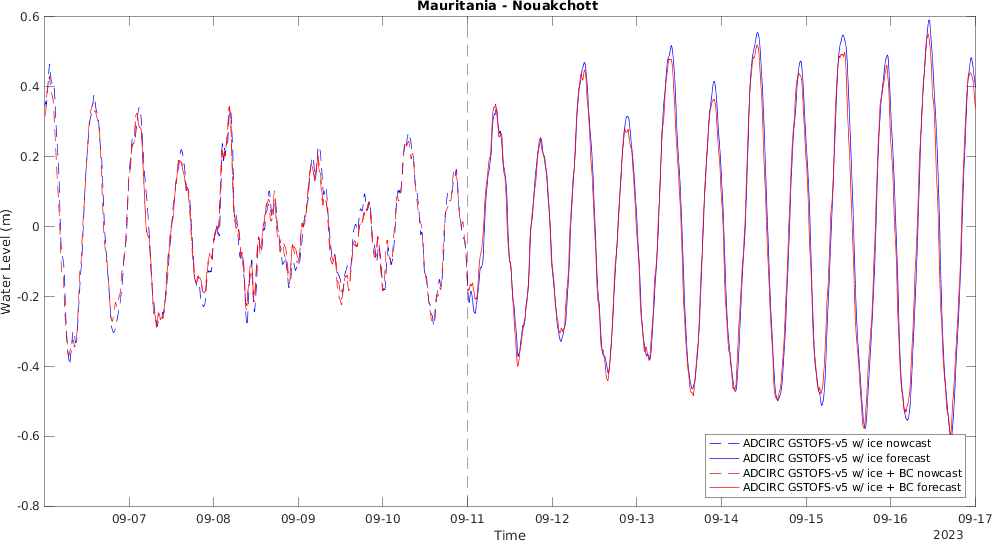 Mauritania - Nouakchott
Water Level (m)
0.6
0.4
0.2
0
-0.2
-0.4
-0.6
-0.8
ADCIRC GSTOFS-v5 w/ ice nowcast
ADCIRC GSTOFS-v5 w/ ice forecast
ADCIRC GSTOFS-v5 w/ ice + BC nowcast
ADCIRC GSTOFS-v5 w/ ice + BC forecast
09-07 09-08 09-09 09-10 09-11 09-12 09-13 09-14 09-15 09-16 09-17
Time
2023